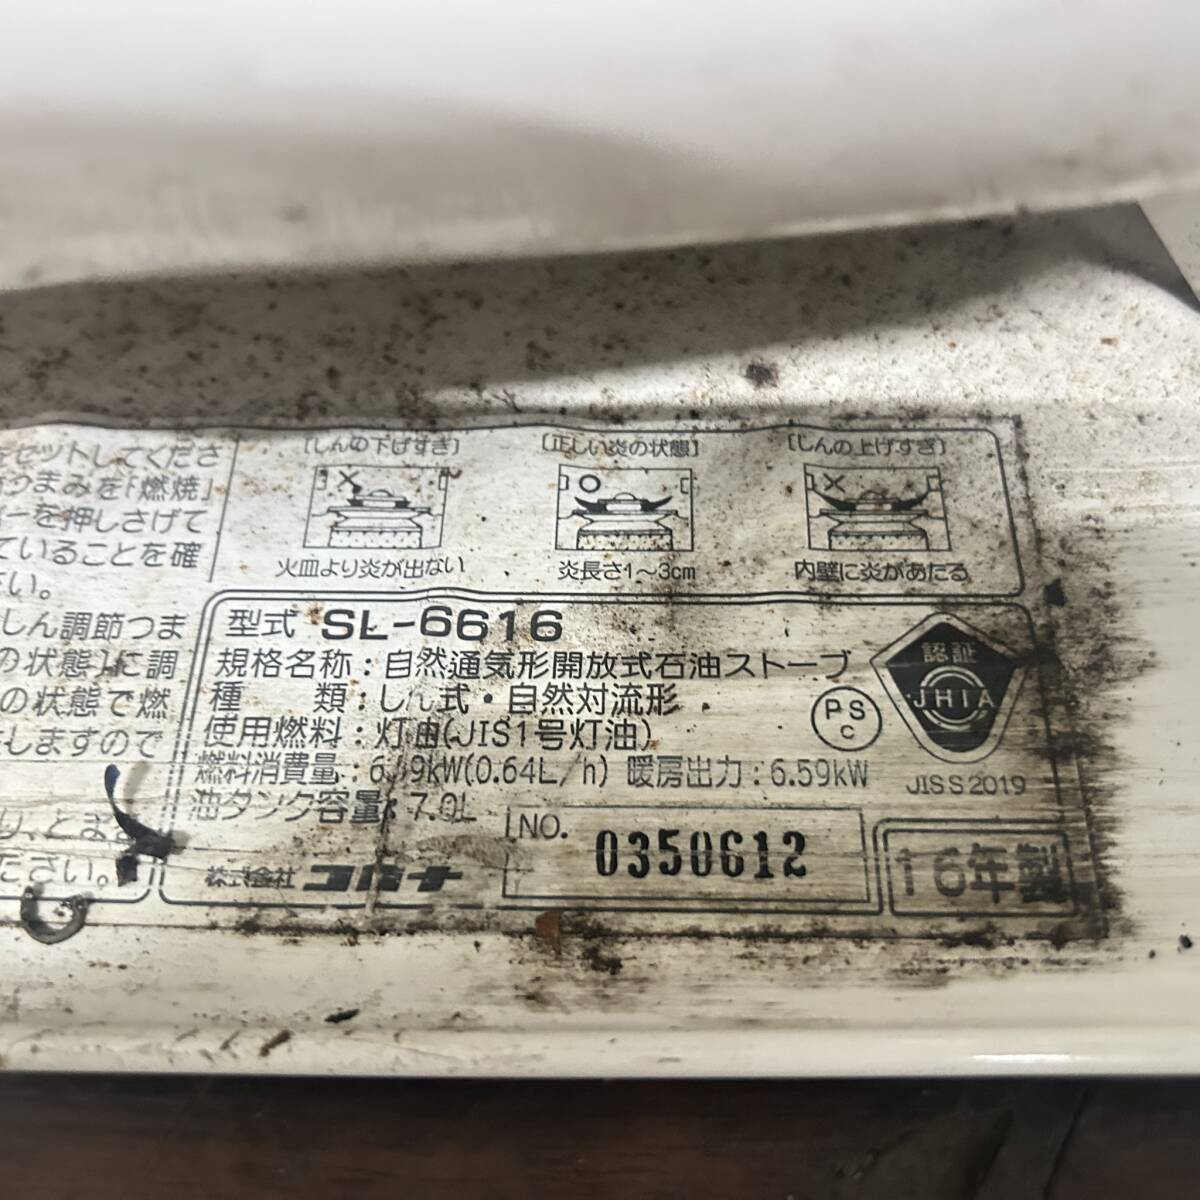 をセットしてくださ
つまみを「燃焼」
ーを押しさげて
ていることを確
さい。
しん調節つま
の状態〕に調
の状態で燃
しますので
り、とま
ださい。
〔しんの下げすぎ〕
火皿より炎が出ない
〔正しい炎の状態〕
炎長さ1～3cm
〔しんの上げすぎ〕
内壁に炎があたる
型式 SL-6616
規格名称：自然通気形開放式石油ストーブ
種　　類：しん式・自然対流形
使用燃料：灯油(JIS1号灯油)
燃料消費量：6.59kW(0.64L/h) 暖房出力：6.59kW
油タンク容量：7.0L
株式会社 コロナ
NO. 0350612
PSC
認証
JHIA
JISS2019
16年製